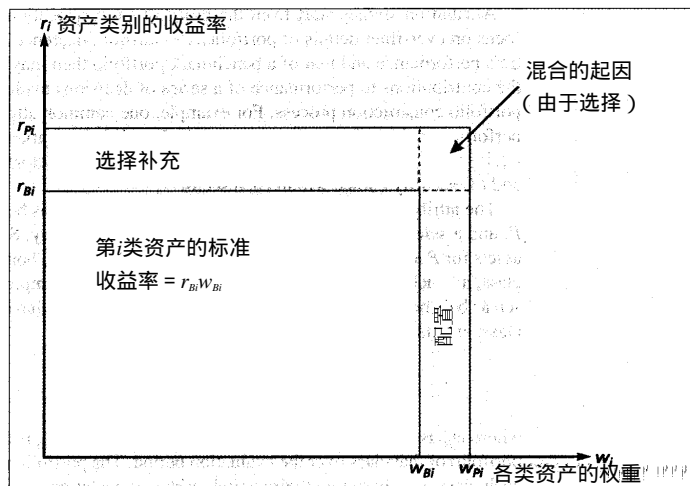 r_i 资产类别的收益率
混合的起因
（由于选择）
r_Pi
选择补充
r_Bi
第i类资产的标准
收益率 = r_Bi w_Bi
配置
w_Bi w_Pi w_i
各类资产的权重